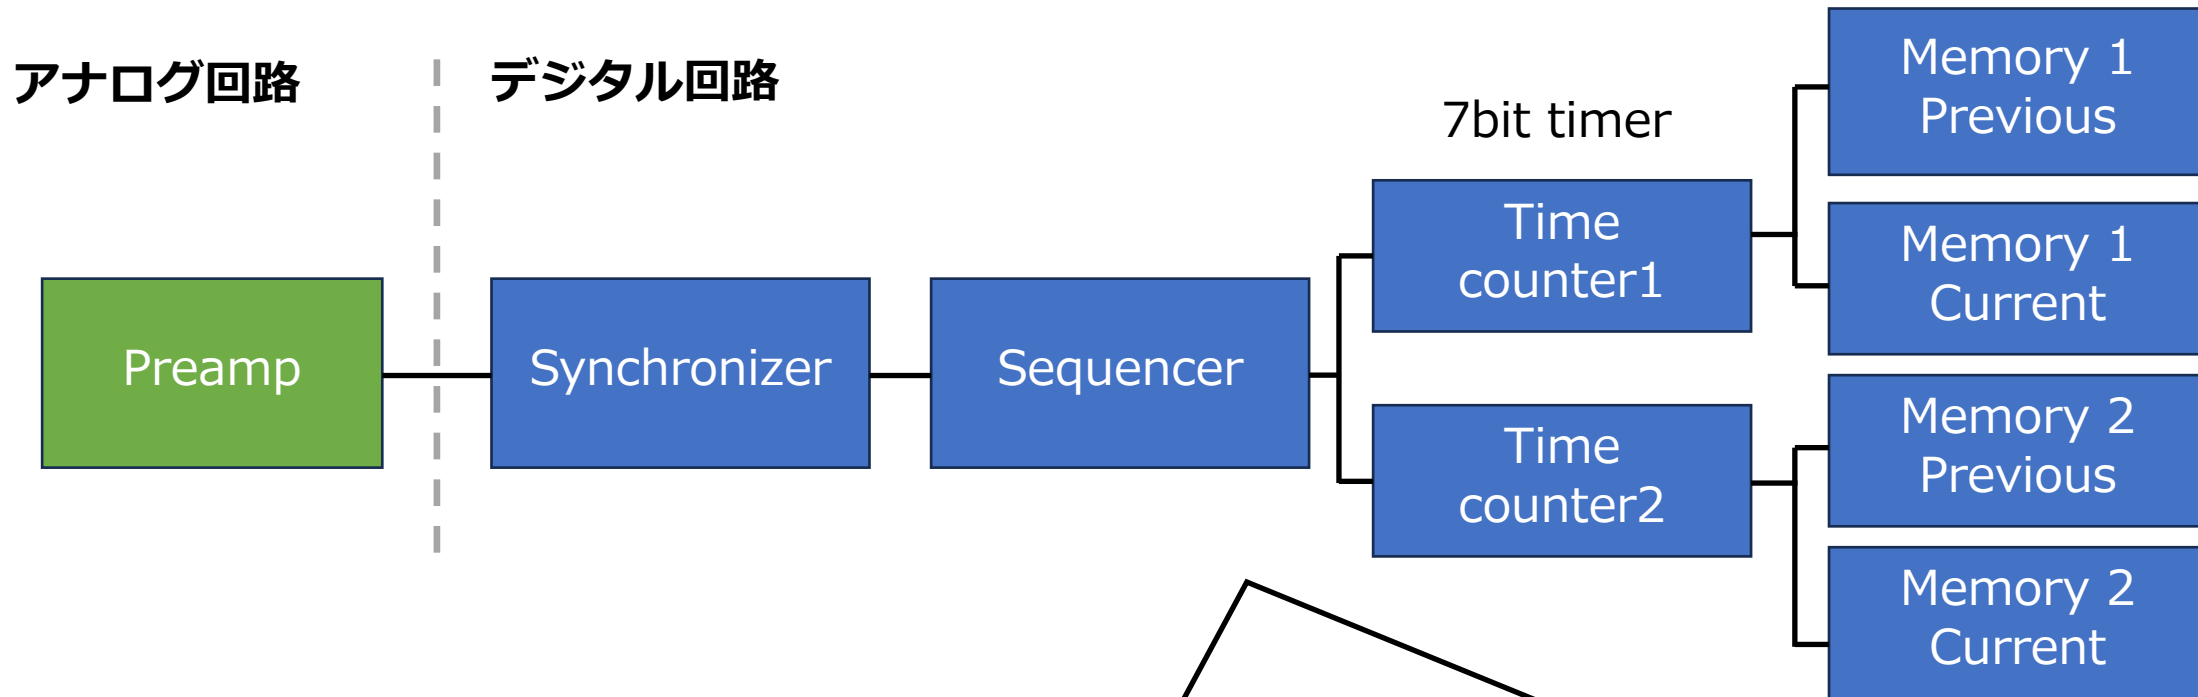 アナログ回路
デジタル回路
7bit timer
Preamp
Synchronizer
Sequencer
Time
counter1
Time
counter2
Memory 1
Previous
Memory 1
Current
Memory 2
Previous
Memory 2
Current